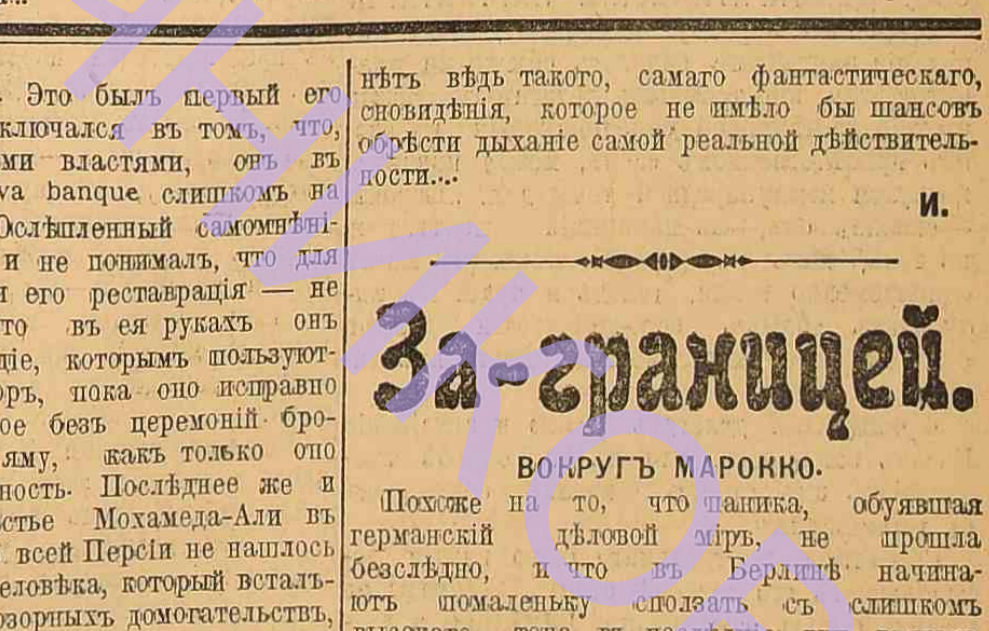 Это былъ первый его
ключался въ томъ, что,
ми властями, онъ въ
va banque слишкомъ на
Ослѣпленный самомнѣні-
и не понималъ, что для
его реставрація — не
то въ ея рукахъ онъ
діе, которымъ пользуют-
оръ, пока оно исправно
ое безъ церемоній бро-
яму, какъ только оно
ность. Послѣднее же и
стье Мохамеда-Али въ
всей Персіи не нашлось
еловѣка, который всталъ-
зорныхъ домогательствъ,
нѣтъ вѣдь такого, самаго фантастическаго,
сновидѣнія, которое не имѣло бы шансовъ
обрѣсти дыханіе самой реальной дѣйствитель-
ности...
И.
За-границей.
ВОКРУГЪ МАРОККО.
Похоже на то, что паника, обуявшая
германскій дѣловой міръ, не прошла
безслѣдно, и что въ Берлинѣ начина-
ютъ помаленьку сползать съ слишкомъ